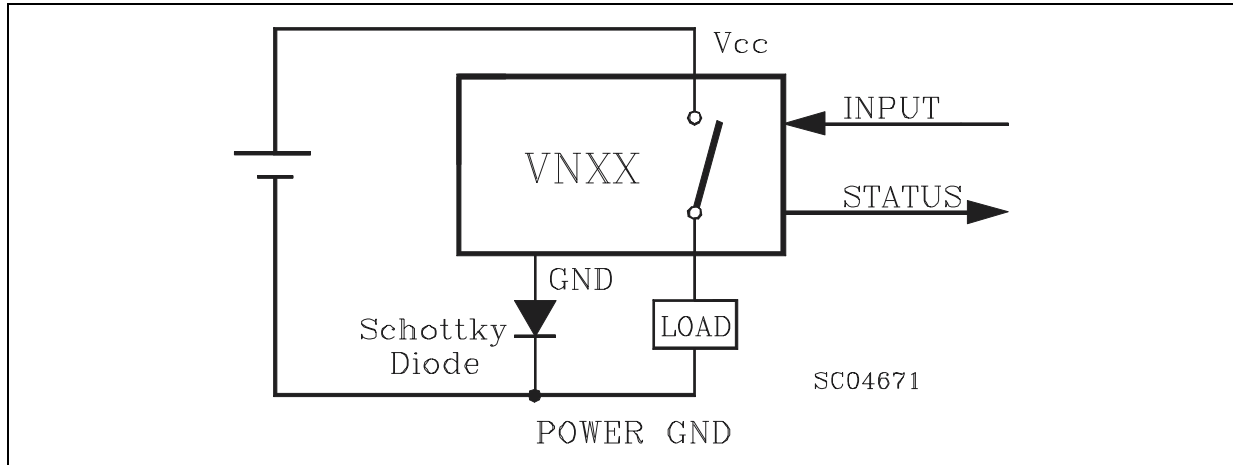 Vcc
INPUT
VNXX
STATUS
GND
Schottky
Diode
LOAD
SC04671
POWER GND